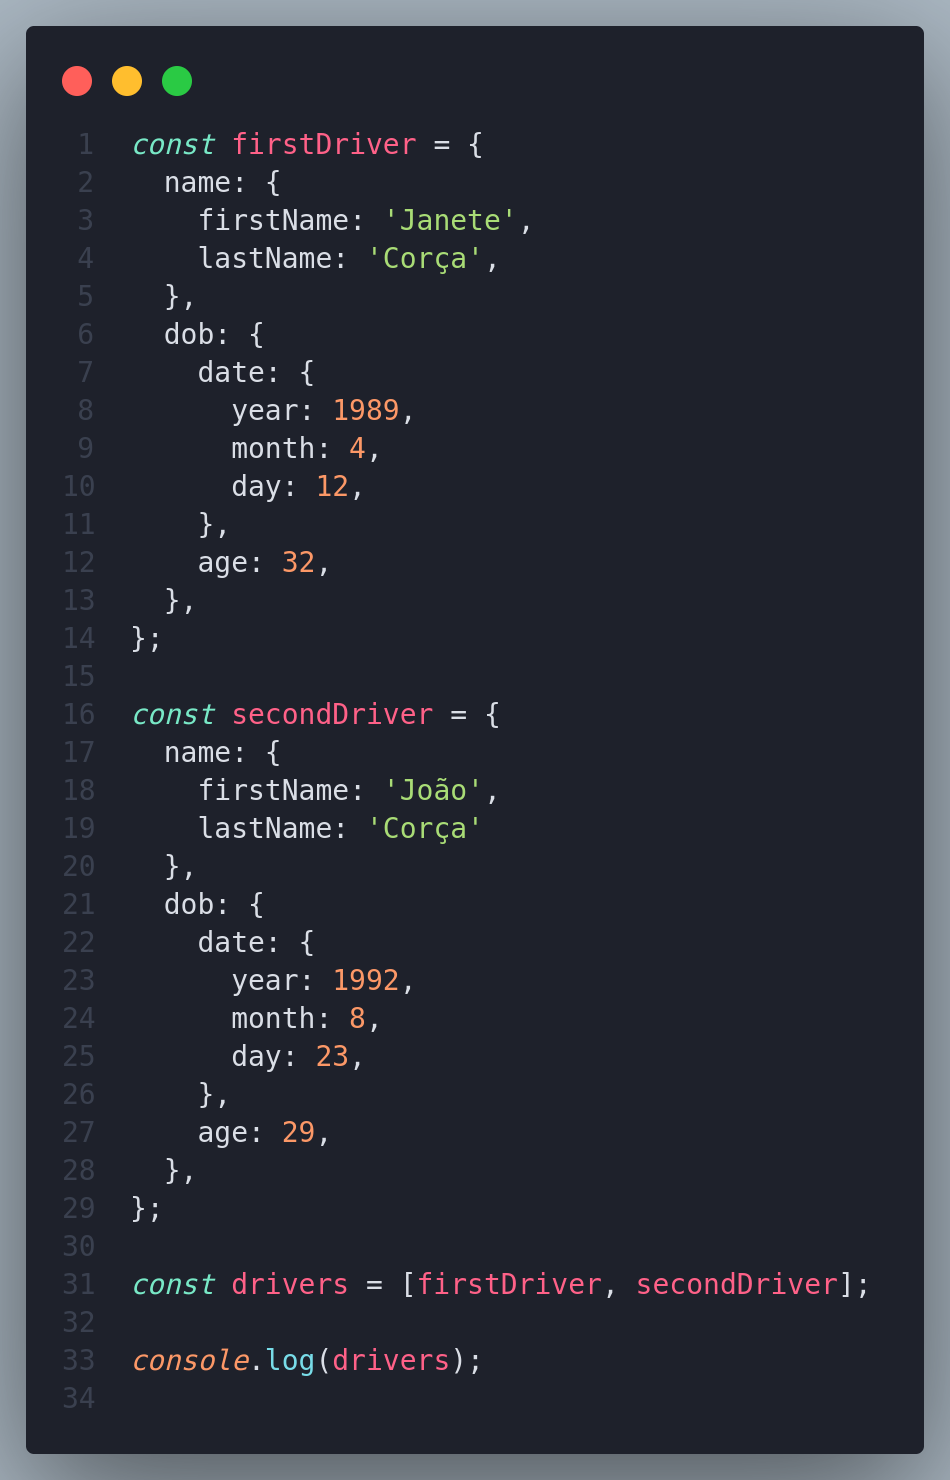 1 const firstDriver = {
2   name: {
3     firstName: 'Janete',
4     lastName: 'Corça',
5   },
6   dob: {
7     date: {
8       year: 1989,
9       month: 4,
10       day: 12,
11     },
12     age: 32,
13   },
14 };
15
16 const secondDriver = {
17   name: {
18     firstName: 'João',
19     lastName: 'Corça'
20   },
21   dob: {
22     date: {
23       year: 1992,
24       month: 8,
25       day: 23,
26     },
27     age: 29,
28   },
29 };
30
31 const drivers = [firstDriver, secondDriver];
32
33 console.log(drivers);
34